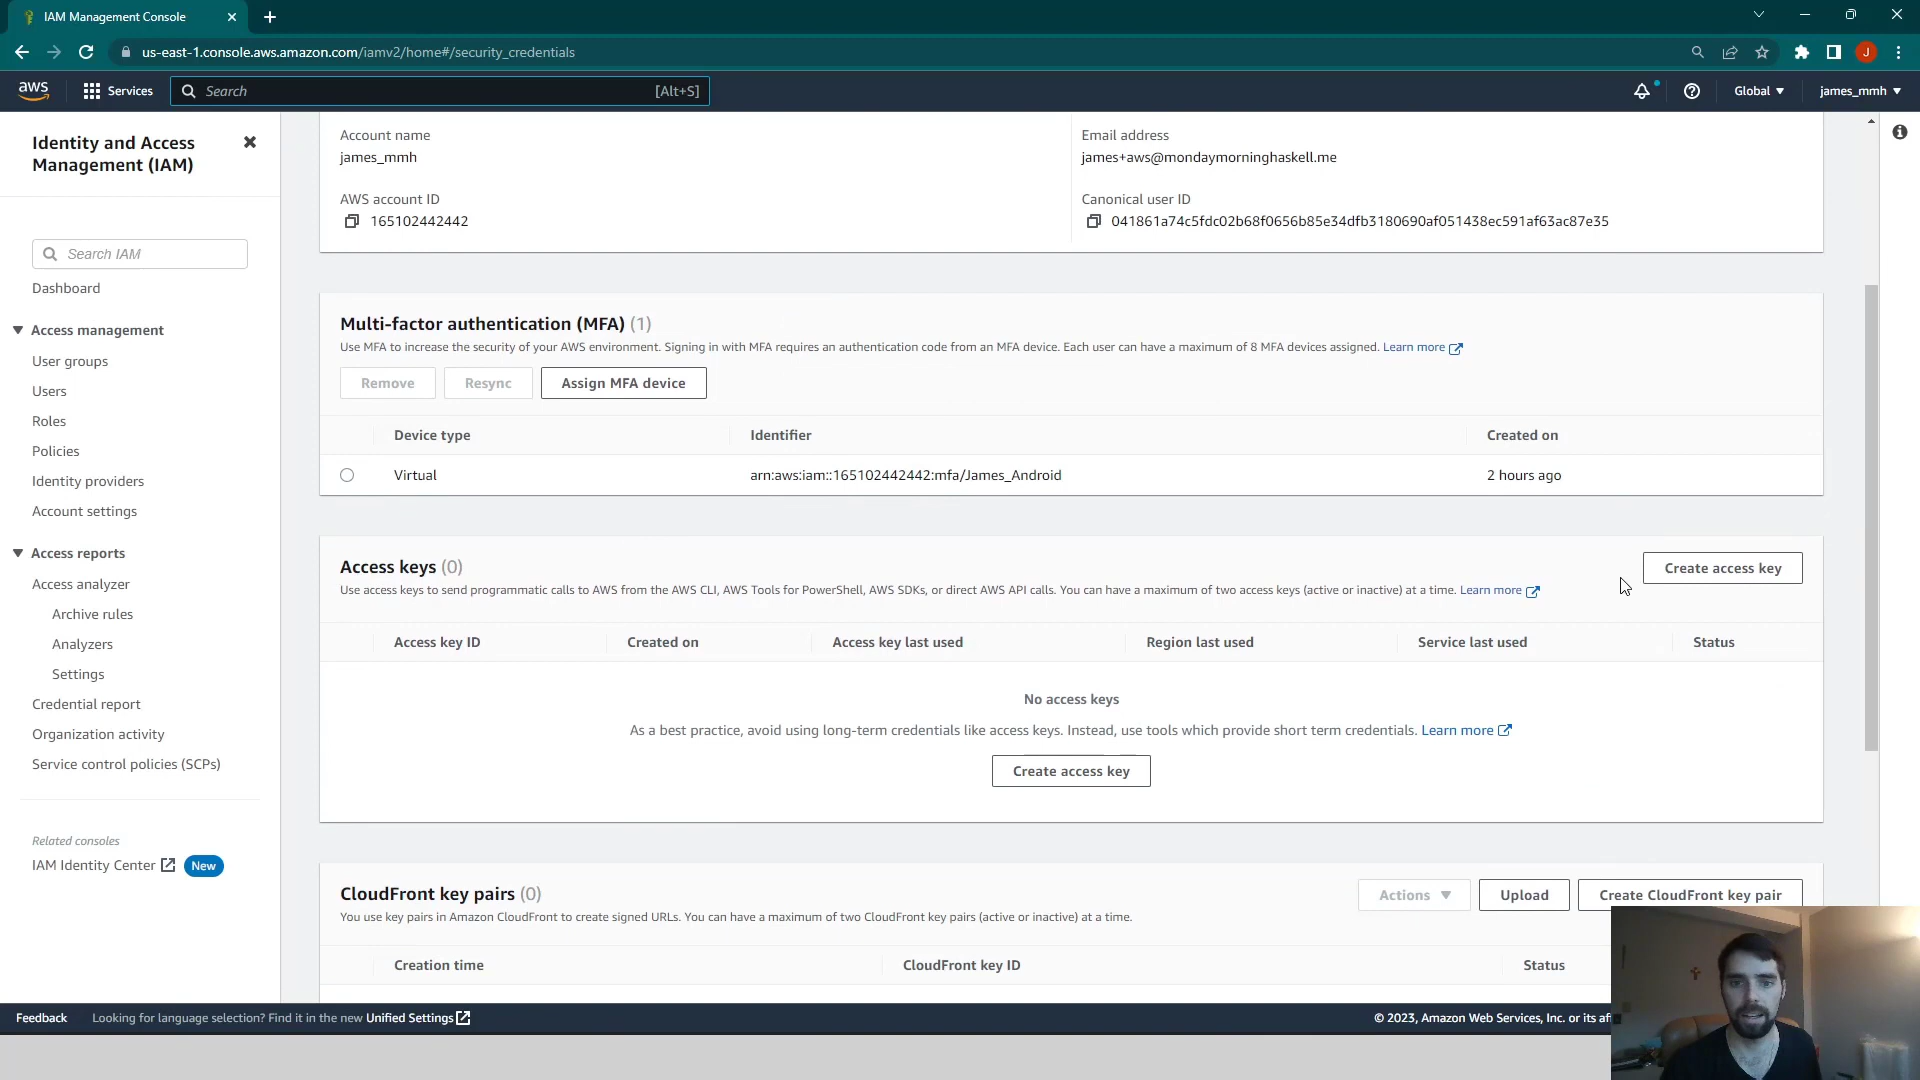 IAM Management Console
us-east-1.console.aws.amazon.com/iamv2/home#/security_credentials
J
aws
Services
Search
[Alt+S]
Global
james_mmh
Identity and Access
Management (IAM)
Search IAM
Dashboard
Access management
User groups
Users
Roles
Policies
Identity providers
Account settings
Access reports
Access analyzer
Archive rules
Analyzers
Settings
Credential report
Organization activity
Service control policies (SCPs)
Related consoles
IAM Identity Center
New
Account name
james_mmh
Email address
james+aws@mondaymorninghaskell.me
AWS account ID
165102442442
Canonical user ID
041861a74c5fdc02b68f0656b85e34dfb3180690af051438ec591af63ac87e35
Multi-factor authentication (MFA) (1)
Use MFA to increase the security of your AWS environment. Signing in with MFA requires an authentication code from an MFA device. Each user can have a maximum of 8 MFA devices assigned. Learn more
Remove
Resync
Assign MFA device
Device type
Identifier
Created on
Virtual
arn:aws:iam::165102442442:mfa/James_Android
2 hours ago
Access keys (0)
Create access key
Use access keys to send programmatic calls to AWS from the AWS CLI, AWS Tools for PowerShell, AWS SDKs, or direct AWS API calls. You can have a maximum of two access keys (active or inactive) at a time. Learn more
Access key ID
Created on
Access key last used
Region last used
Service last used
Status
No access keys
As a best practice, avoid using long-term credentials like access keys. Instead, use tools which provide short term credentials. Learn more
Create access key
CloudFront key pairs (0)
Actions
Upload
Create CloudFront key pair
You use key pairs in Amazon CloudFront to create signed URLs. You can have a maximum of two CloudFront key pairs (active or inactive) at a time.
Creation time
CloudFront key ID
Status
Feedback
Looking for language selection? Find it in the new Unified Settings
© 2023, Amazon Web Services, Inc. or its af